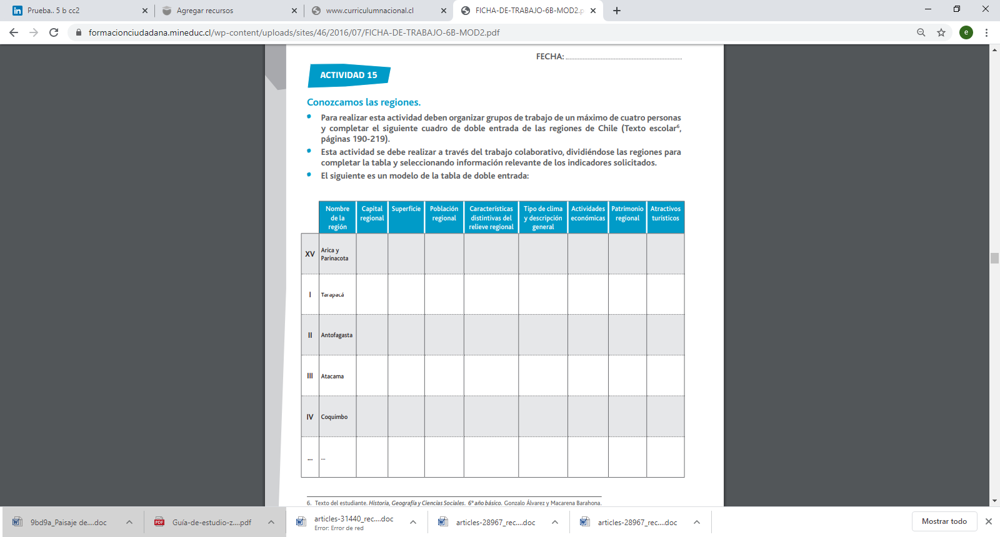 Prueba.. 5 b cc2
Agregar recursos
www.curriculumnacional.cl
FICHA-DE-TRABAJO-6B-MOD2.p
formacionciudadana.mineduc.cl/wp-content/uploads/sites/46/2016/07/FICHA-DE-TRABAJO-6B-MOD2.pdf
e
FECHA:
ACTIVIDAD 15
Conozcamos las regiones.
Para realizar esta actividad deben organizar grupos de trabajo de un máximo de cuatro personas
y completar el siguiente cuadro de doble entrada de las regiones de Chile (Texto escolar⁶,
páginas 190-219).
Esta actividad se debe realizar a través del trabajo colaborativo, dividiéndose las regiones para
completar la tabla y seleccionando información relevante de los indicadores solicitados.
El siguiente es un modelo de la tabla de doble entrada:
Nombre
de la
región
Capital
regional
Superficie
Población
regional
Características
distintivas del
relieve regional
Tipo de clima
y descripción
general
Actividades
económicas
Patrimonio
regional
Atractivos
turísticos
XV
Arica y
Parinacota
I
Tarapacá
II
Antofagasta
III
Atacama
IV
Coquimbo
...
...
6. Texto del estudiante. Historia, Geografía y Ciencias Sociales. 6° año básico. Gonzalo Álvarez y Macarena Barahona.
9bd9a_Paisaje de....doc
Guía-de-estudio-z....pdf
articles-31440_rec....doc
Error: Error de red
articles-28967_rec....doc
articles-28967_rec....doc
Mostrar todo